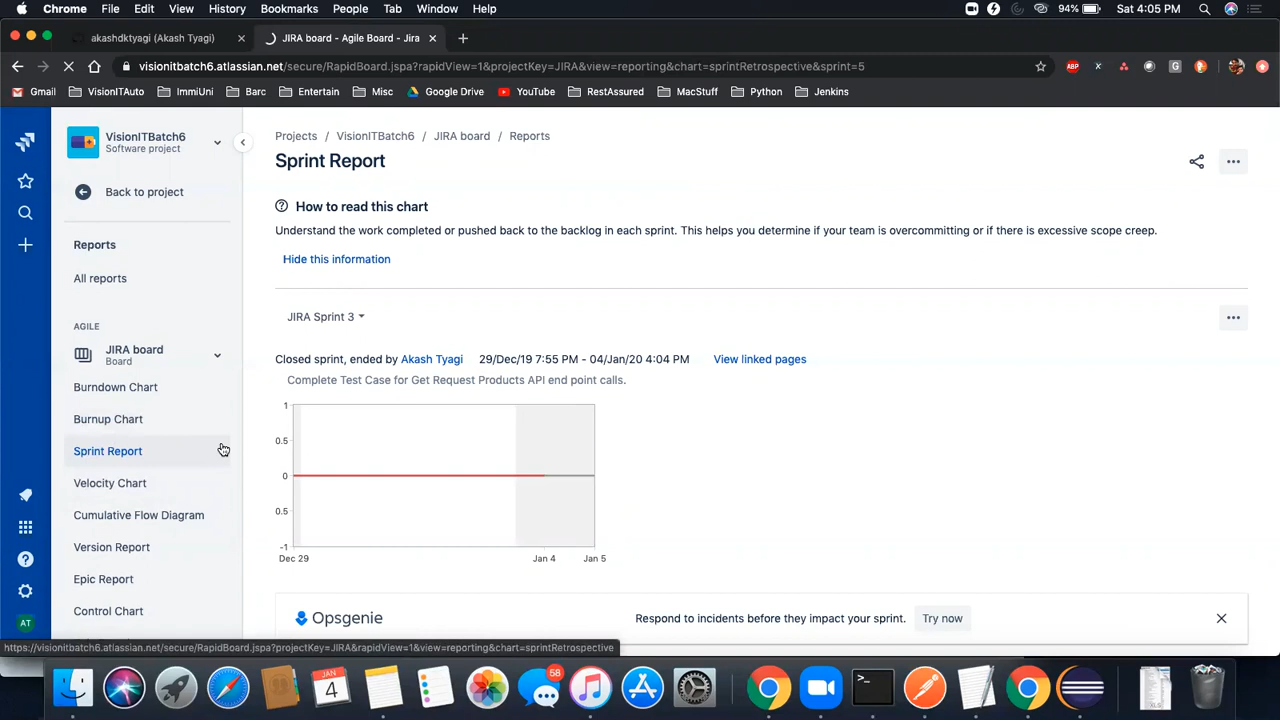 Chrome File Edit View History Bookmarks People Tab Window Help 94% Sat 4:05 PM
akashdktyagi (Akash Tyagi) JIRA board - Agile Board - Jira
visionitbatch6.atlassian.net/secure/RapidBoard.jspa?rapidView=1&projectKey=JIRA&view=reporting&chart=sprintRetrospective&sprint=5
ABP G
Gmail VisionITAuto ImmiUni Barc Entertain Misc Google Drive YouTube RestAssured MacStuff Python Jenkins
VisionITBatch6
Software project
Back to project
Reports
All reports
AGILE
JIRA board
Board
Burndown Chart
Burnup Chart
Sprint Report
Velocity Chart
Cumulative Flow Diagram
Version Report
Epic Report
Control Chart
AT
Projects / VisionITBatch6 / JIRA board / Reports
Sprint Report
How to read this chart
Understand the work completed or pushed back to the backlog in each sprint. This helps you determine if your team is overcommitting or if there is excessive scope creep.
Hide this information
JIRA Sprint 3
Closed sprint, ended by Akash Tyagi 29/Dec/19 7:55 PM - 04/Jan/20 4:04 PM View linked pages
Complete Test Case for Get Request Products API end point calls.
1
0.5
0
0.5
-1
Dec 29 Jan 4 Jan 5
Opsgenie Respond to incidents before they impact your sprint. Try now
https://visionitbatch6.atlassian.net/secure/RapidBoard.jspa?projectKey=JIRA&rapidView=1&view=reporting&chart=sprintRetrospective
JAN
4
58
XLS